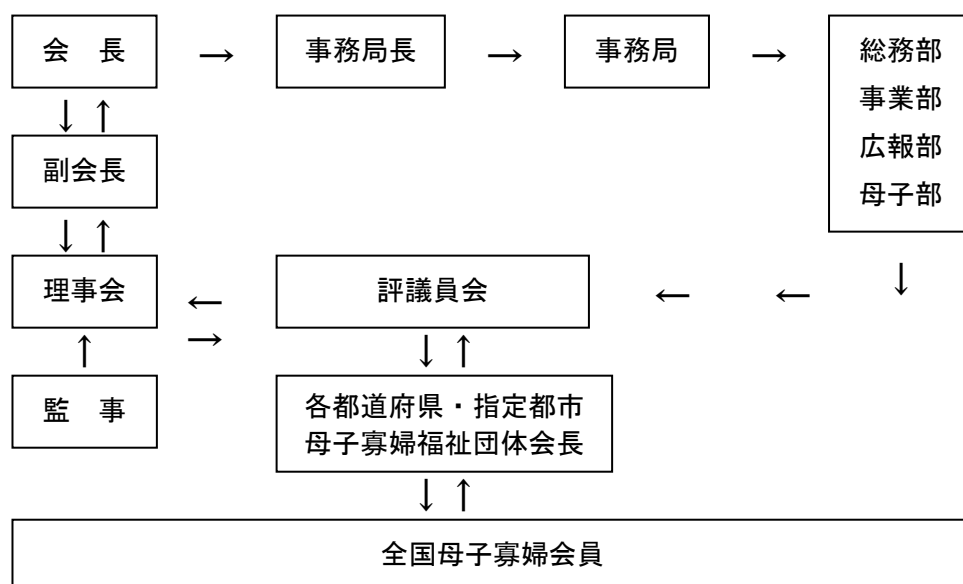 会　長 → 事務局長 → 事務局 → 総務部
事業部
広報部
母子部
↓ ↑
副会長
↓ ↑
↓
理事会 ← → 評議員会 ← ←
↑
↓ ↑
監　事
各都道府県・指定都市
母子寡婦福祉団体会長
↓ ↑
全国母子寡婦会員